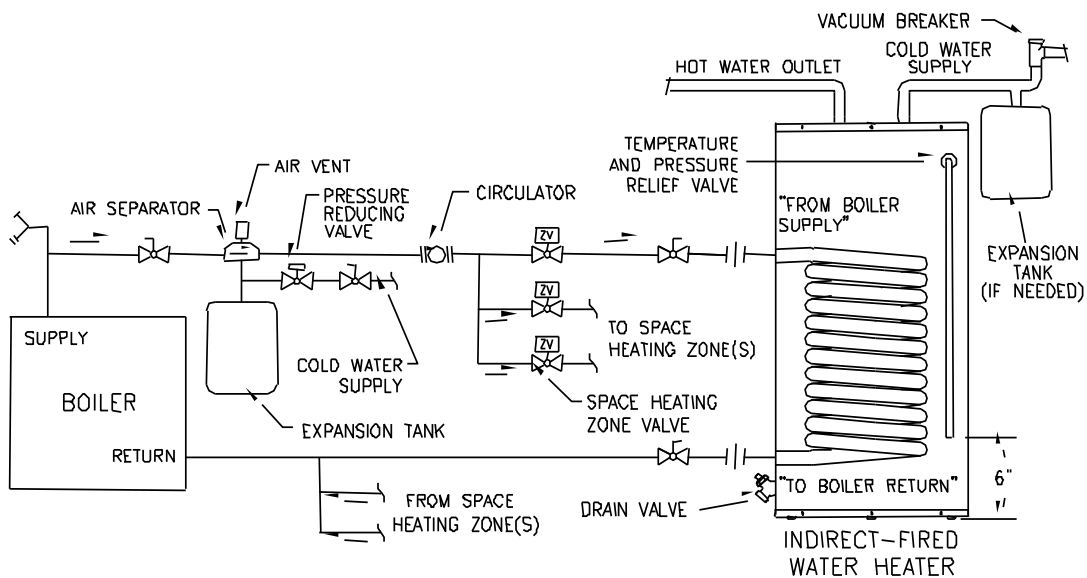 VACUUM BREAKER
COLD WATER
SUPPLY
HOT WATER OUTLET
TEMPERATURE
AND PRESSURE
RELIEF VALVE
AIR VENT
PRESSURE
REDUCING
VALVE
CIRCULATOR
AIR SEPARATOR
"FROM BOILER
SUPPLY"
ZV
EXPANSION
TANK
(IF NEEDED)
ZV
SUPPLY
TO SPACE
HEATING ZONE(S)
ZV
COLD WATER
SUPPLY
BOILER
SPACE HEATING
ZONE VALVE
EXPANSION TANK
RETURN
6"
"TO BOILER RETURN"
FROM SPACE
HEATING ZONE(S)
DRAIN VALVE
INDIRECT-FIRED
WATER HEATER